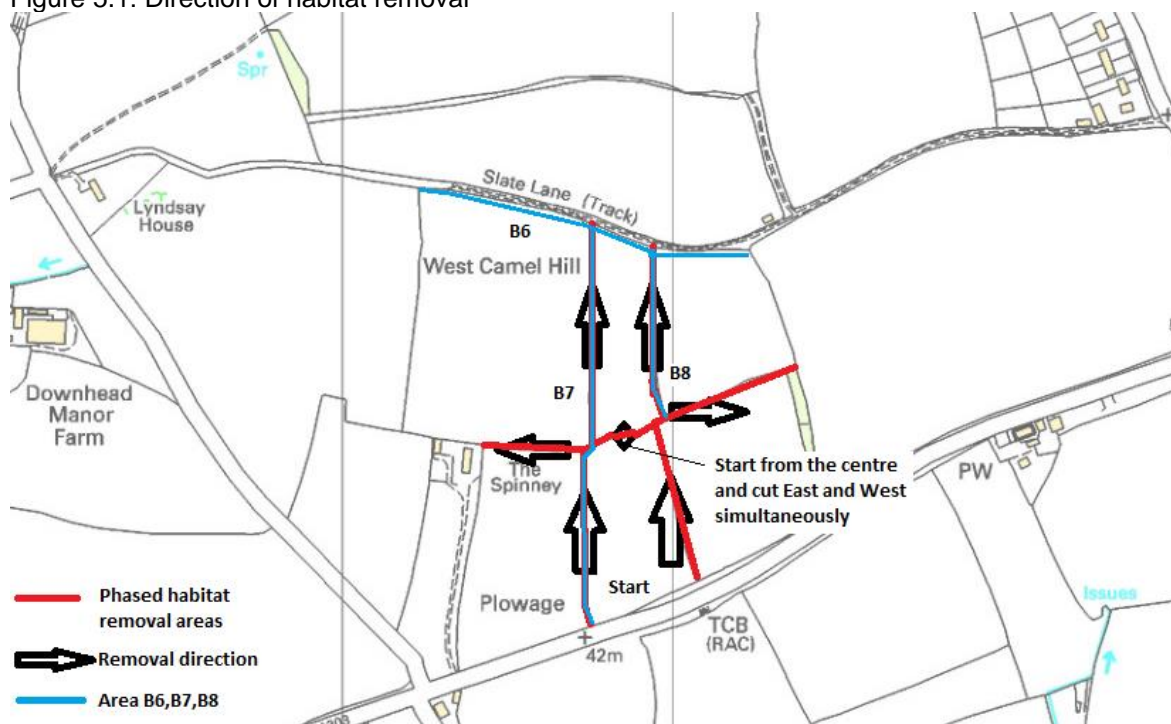 Figure 5.1: Direction of habitat removal
Spr
Lyndsay
House
Slate Lane (Track)
B6
West Camel Hill
Downhead
Manor
Farm
B7
B8
The
Spinney
Start from the centre
and cut East and West
simultaneously
PW
Start
Plowage
TCB
(RAC)
42m
Issues
Phased habitat
removal areas
Removal direction
Area B6,B7,B8